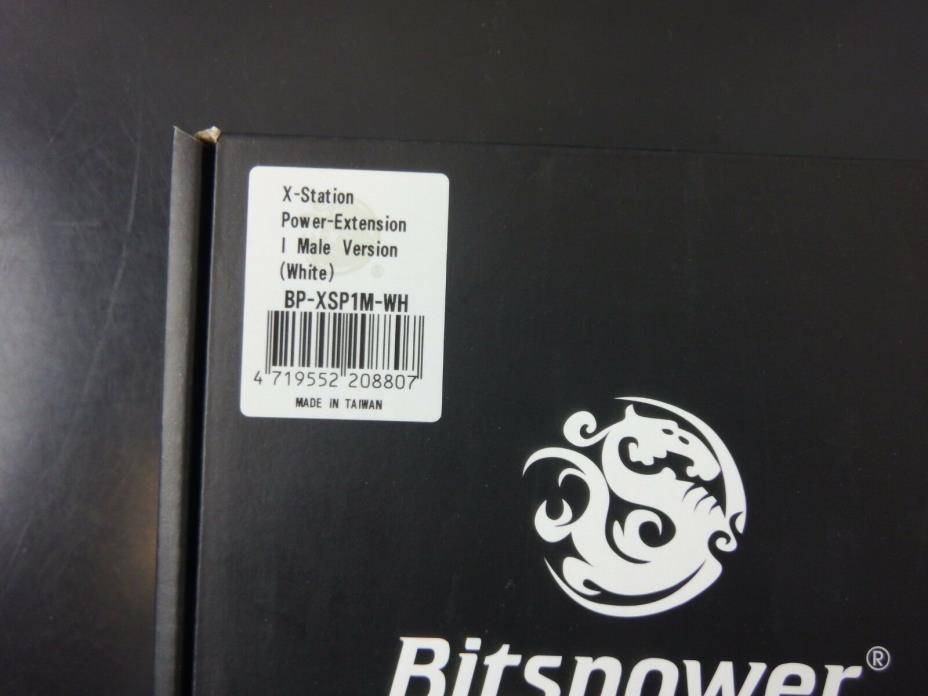 X-Station
Power-Extension
I Male Version
(White)
BP-XSP1M-WH
4 719552 208807
MADE IN TAIWAN
Bitspower®